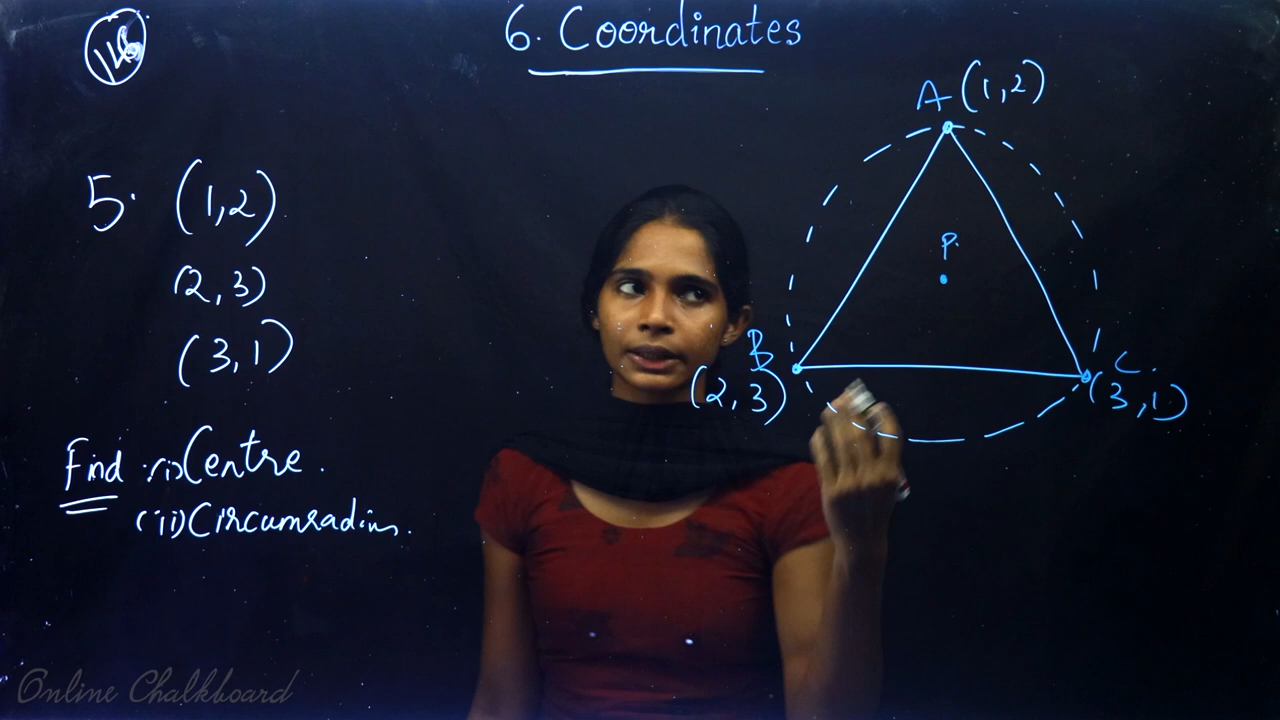 6. Coordinates
5. (1,2)
(2,3)
(3,1)
Find (i) Centre.
(ii) Circumradius.
A (1,2)
P.
B
(2,3)
C.
(3,1)
Online Chalkboard